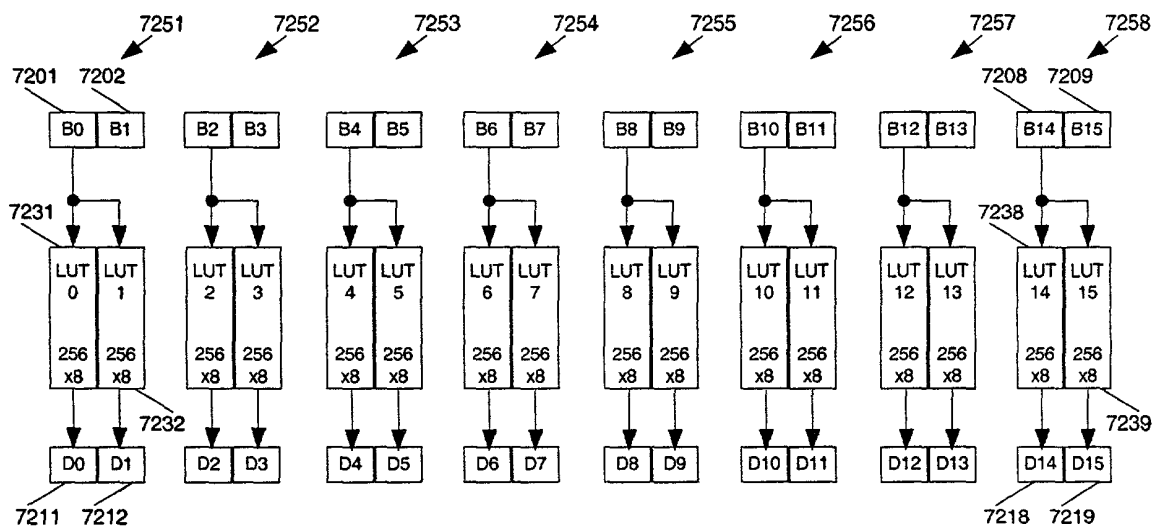 7251 7252 7253 7254 7255 7256 7257 7258
7201 7202 7208 7209
B0 B1 B2 B3 B4 B5 B6 B7 B8 B9 B10 B11 B12 B13 B14 B15
7231 7238
LUT LUT LUT LUT LUT LUT LUT LUT LUT LUT LUT LUT LUT LUT LUT LUT
0 1 2 3 4 5 6 7 8 9 10 11 12 13 14 15
256 256 256 256 256 256 256 256 256 256 256 256 256 256 256 256
x8 x8 x8 x8 x8 x8 x8 x8 x8 x8 x8 x8 x8 x8 x8 x8
7232 7239
D0 D1 D2 D3 D4 D5 D6 D7 D8 D9 D10 D11 D12 D13 D14 D15
7211 7212 7218 7219